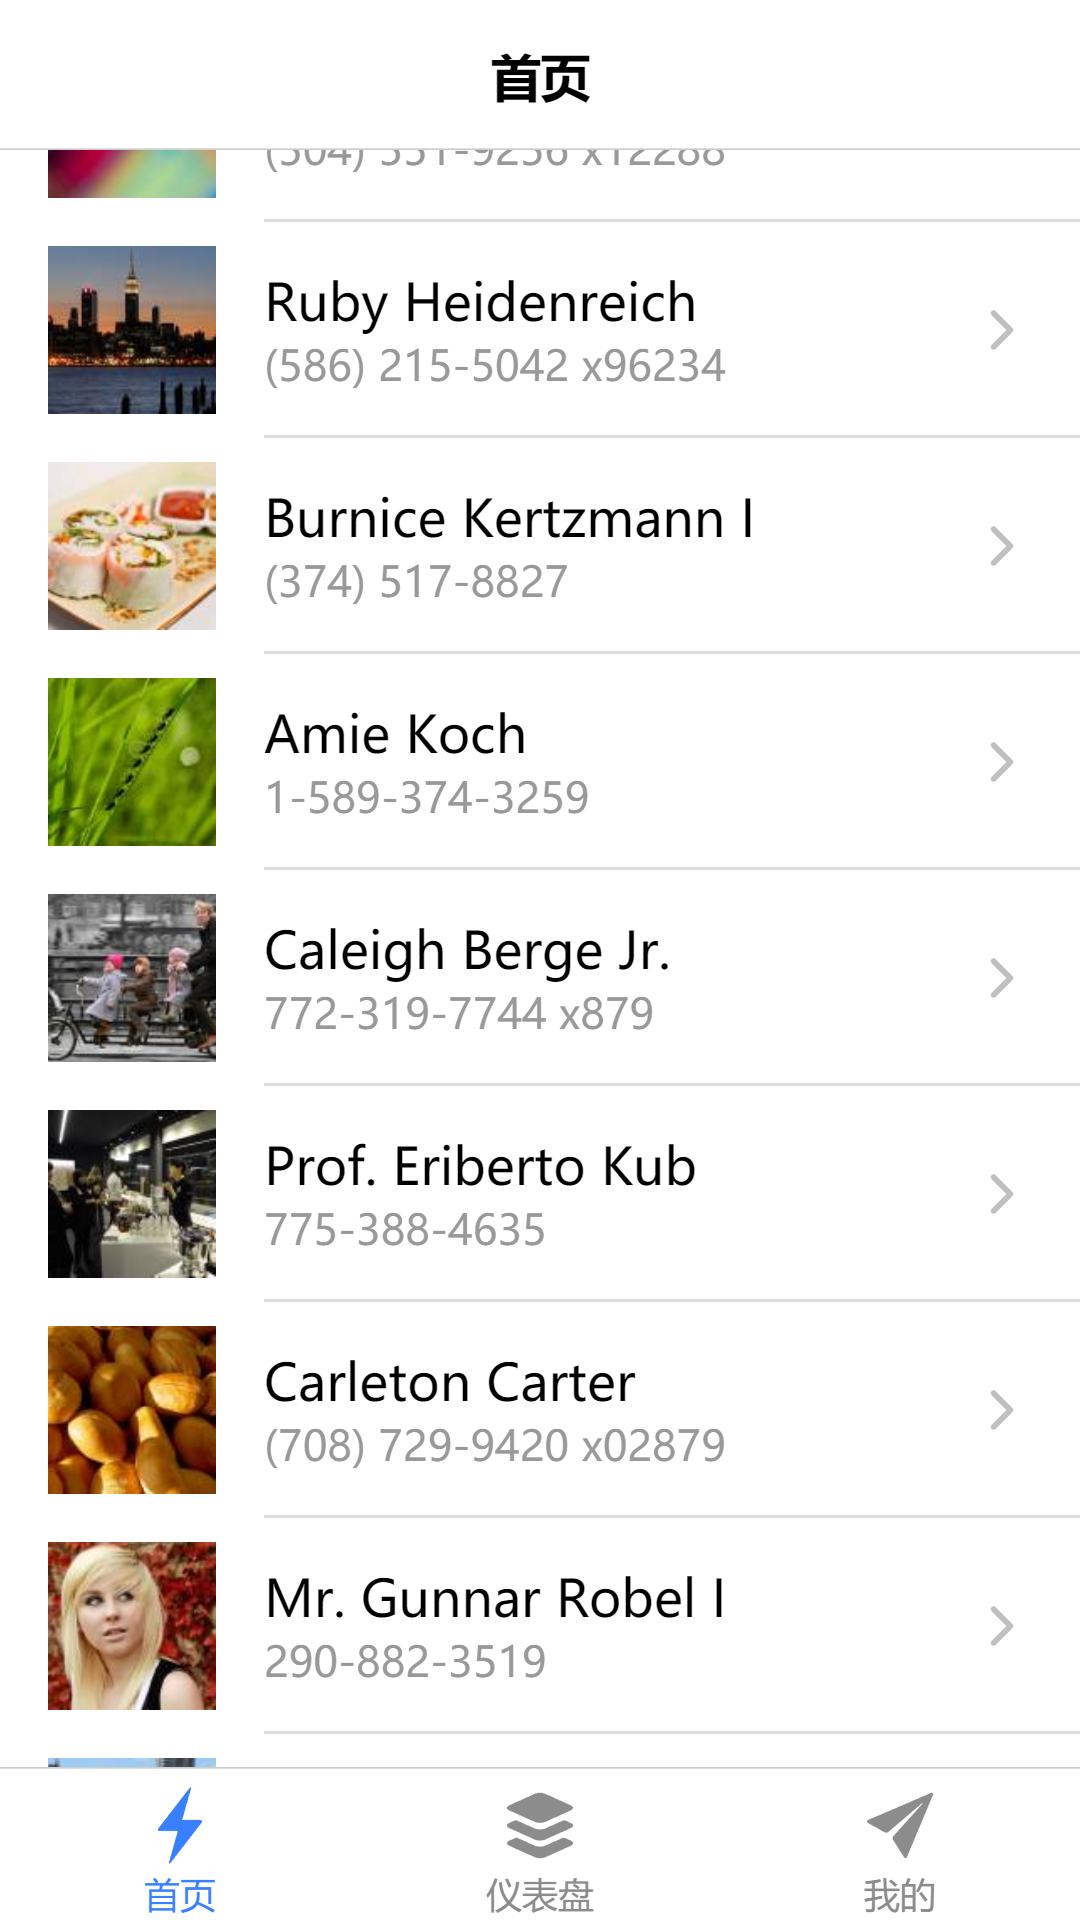 首页
Ruby Heidenreich
(586) 215-5042 x96234
Burnice Kertzmann I
(374) 517-8827
Amie Koch
1-589-374-3259
Caleigh Berge Jr.
772-319-7744 x879
Prof. Eriberto Kub
775-388-4635
Carleton Carter
(708) 729-9420 x02879
Mr. Gunnar Robel I
290-882-3519
首页
仪表盘
我的